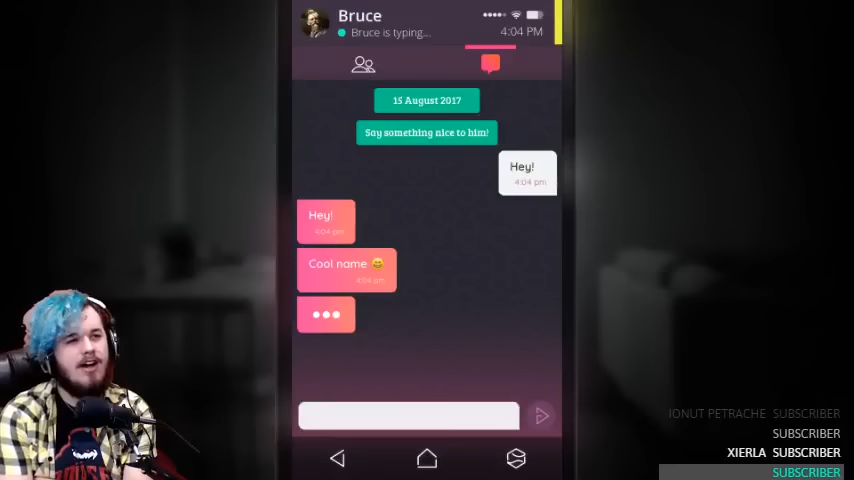 Bruce
Bruce is typing...
4:04 PM
15 August 2017
Say something nice to him!
Hey!
4:04 pm
Hey!
4:04 pm
Cool name 😄
4:04 pm
IONUT PETRACHE SUBSCRIBER
SUBSCRIBER
XIERLA SUBSCRIBER
SUBSCRIBER